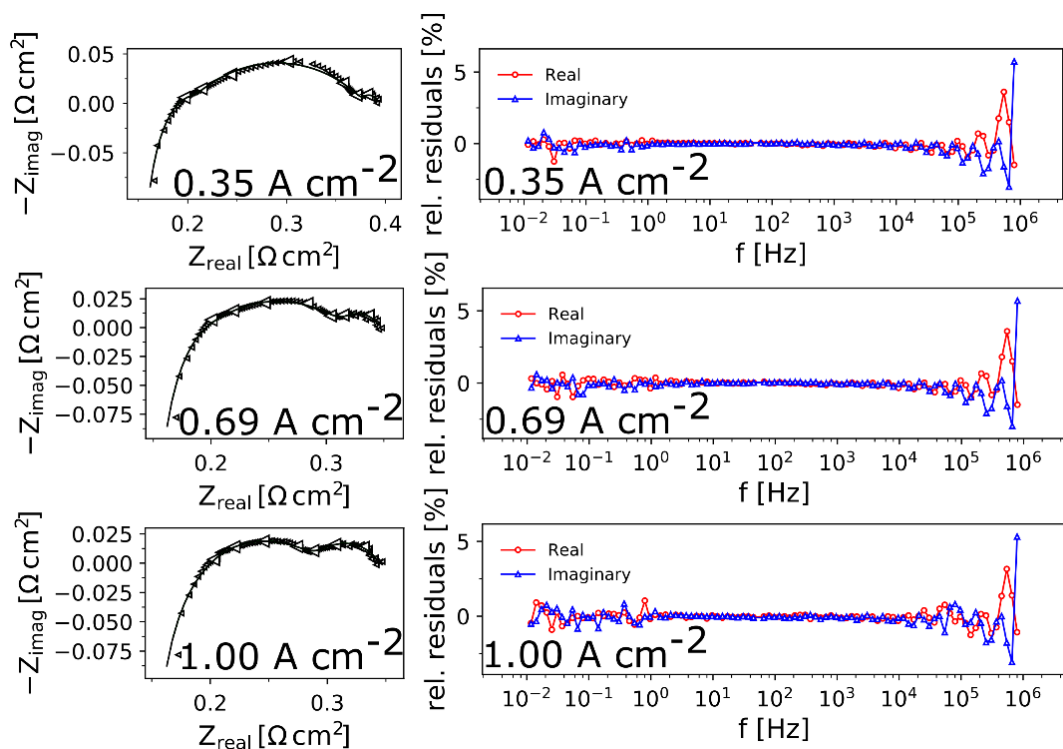 −Z_imag [Ω cm²]
0.05
0.00
−0.05
0.35 A cm⁻²
0.2 0.3 0.4
Z_real [Ω cm²]
rel. residuals [%]
5
0
Real
Imaginary
0.35 A cm⁻²
10⁻² 10⁻¹ 10⁰ 10¹ 10² 10³ 10⁴ 10⁵ 10⁶
f [Hz]
−Z_imag [Ω cm²]
0.025
0.000
−0.025
−0.050
−0.075
0.69 A cm⁻²
0.2 0.3
Z_real [Ω cm²]
rel. residuals [%]
5
0
Real
Imaginary
0.69 A cm⁻²
10⁻² 10⁻¹ 10⁰ 10¹ 10² 10³ 10⁴ 10⁵ 10⁶
f [Hz]
−Z_imag [Ω cm²]
0.025
0.000
−0.025
−0.050
−0.075
1.00 A cm⁻²
0.2 0.3
Z_real [Ω cm²]
rel. residuals [%]
5
0
Real
Imaginary
1.00 A cm⁻²
10⁻² 10⁻¹ 10⁰ 10¹ 10² 10³ 10⁴ 10⁵ 10⁶
f [Hz]